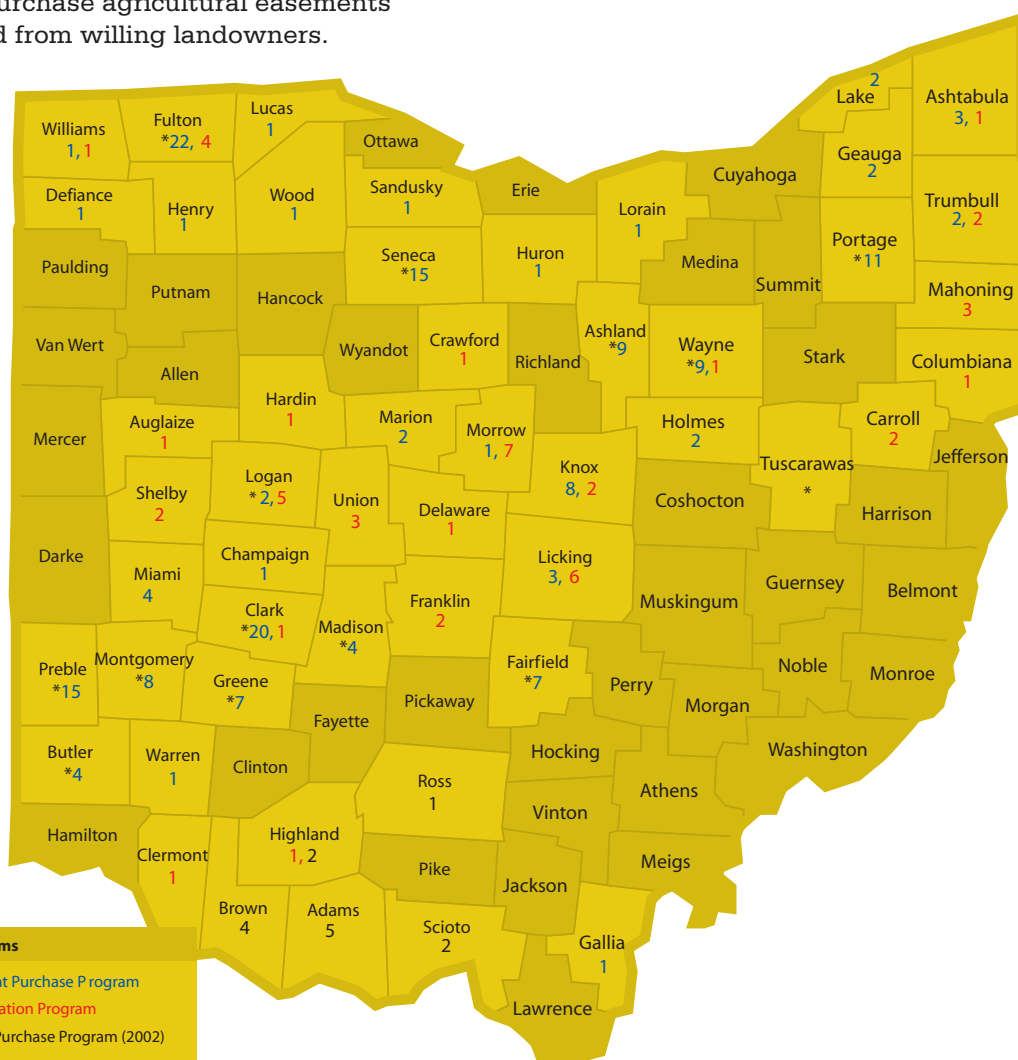 urchase agricultural easements
d from willing landowners.
2
Lake
Ashtabula
3, 1
Lucas
1
Fulton
*22, 4
Williams
1, 1
Ottawa
Geauga
2
Cuyahoga
Erie
Sandusky
1
Defiance
1
Henry
1
Wood
1
Lorain
1
Trumbull
2, 2
Portage
*11
Seneca
*15
Huron
1
Medina
Summit
Paulding
Putnam
Hancock
Mahoning
3
Van Wert
Allen
Wyandot
Crawford
1
Richland
Ashland
*9
Wayne
*9,1
Stark
Columbiana
1
Hardin
1
Mercer
Auglaize
1
Marion
2
Morrow
1, 7
Holmes
2
Carroll
2
Jefferson
Logan
*2,5
Knox
8, 2
Tuscarawas
*
Shelby
2
Union
3
Delaware
1
Coshocton
Harrison
Darke
Champaign
1
Licking
3, 6
Miami
4
Guernsey
Belmont
Clark
*20,1
Franklin
2
Muskingum
Madison
*4
Preble
*15
Montgomery
*8
Greene
*7
Fairfield
*7
Perry
Noble
Monroe
Fayette
Pickaway
Morgan
Butler
*4
Warren
1
Clinton
Hocking
Washington
Ross
1
Athens
Vinton
Hamilton
Highland
1, 2
Clermont
1
Pike
Jackson
Meigs
Brown
4
Adams
5
Scioto
2
Gallia
1
Lawrence
ms
nt Purchase P rogram
ation Program
Purchase Program (2002)